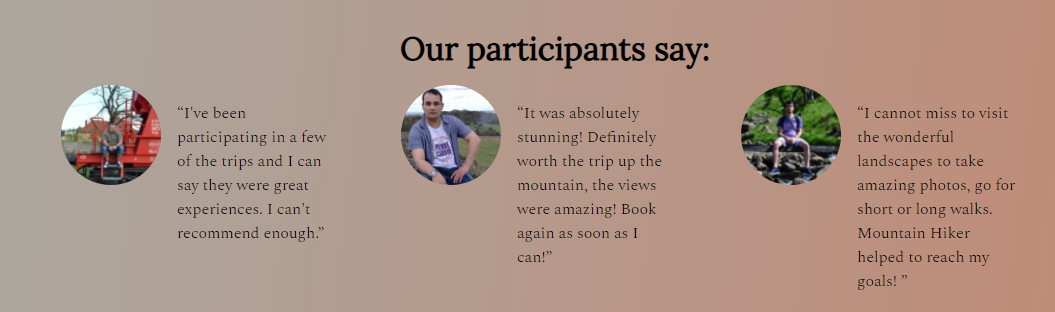 Our participants say:
“I've been
participating in a few
of the trips and I can
say they were great
experiences. I can't
recommend enough.”
“It was absolutely
stunning! Definitely
worth the trip up the
mountain, the views
were amazing! Book
again as soon as I
can!”
“I cannot miss to visit
the wonderful
landscapes to take
amazing photos, go for
short or long walks.
Mountain Hiker
helped to reach my
goals! ”